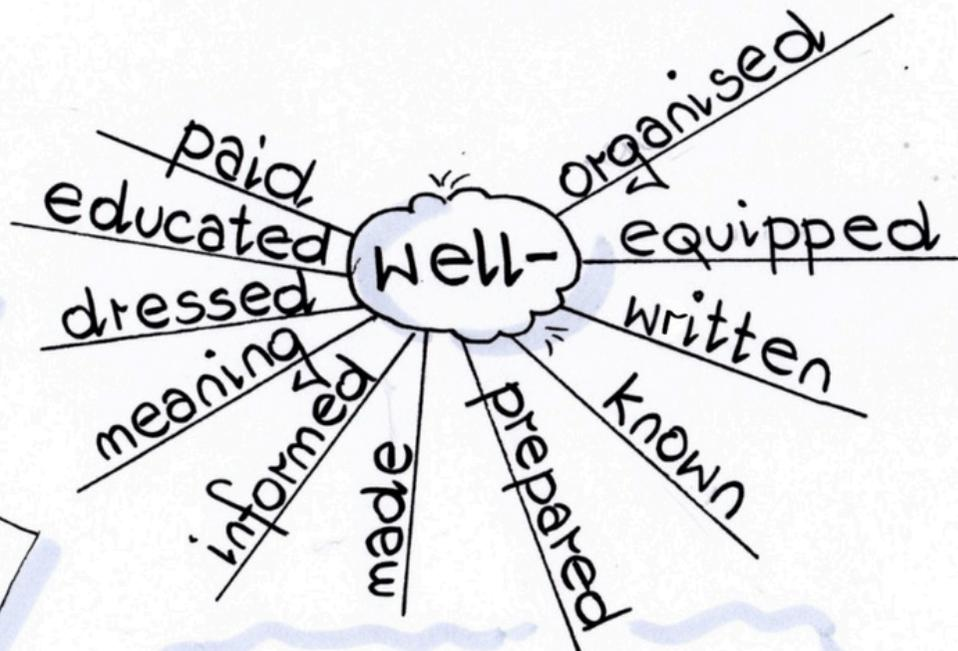 well-
organised
equipped
written
known
prepared
made
informed
meaning
dressed
educated
paid